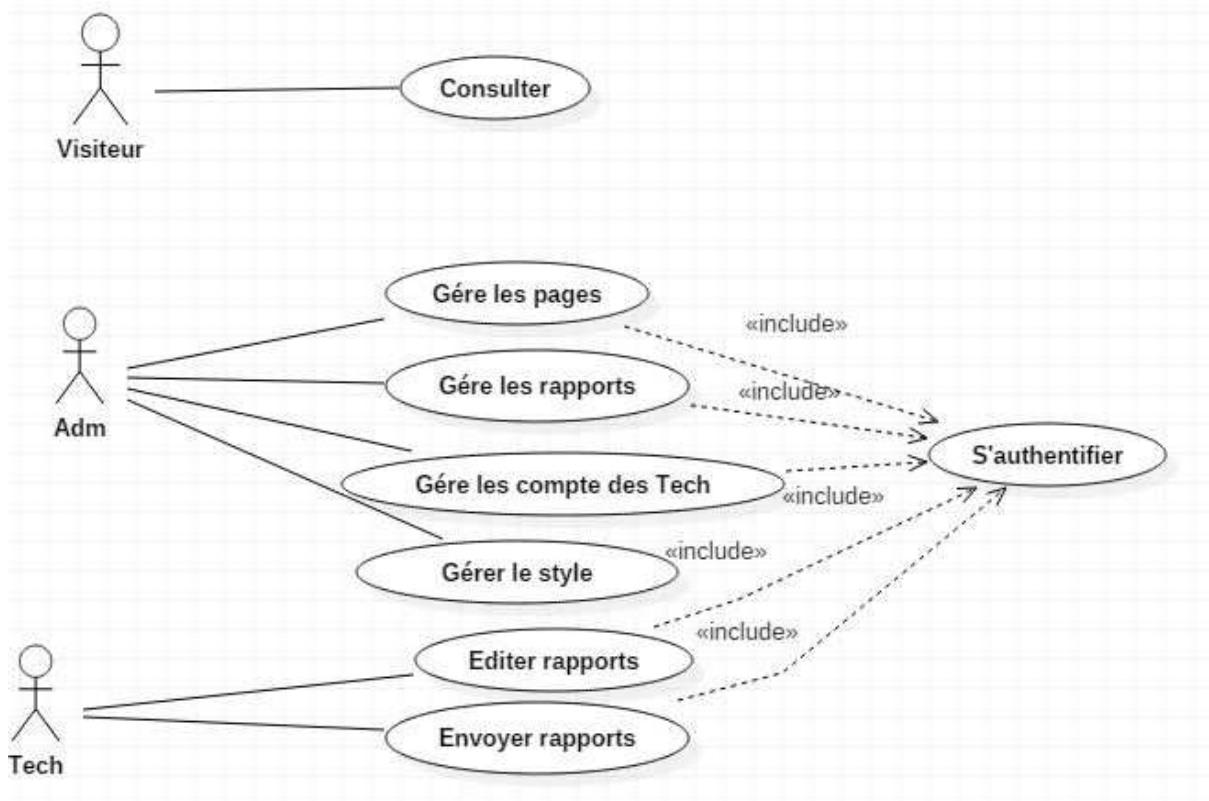 Consulter
Visiteur
Gére les pages
«include»
Gére les rapports
«include»
Adm
S'authentifier
Gére les compte des Tech
«include»
«include»
Gérer le style
«include»
Editer rapports
Envoyer rapports
Tech